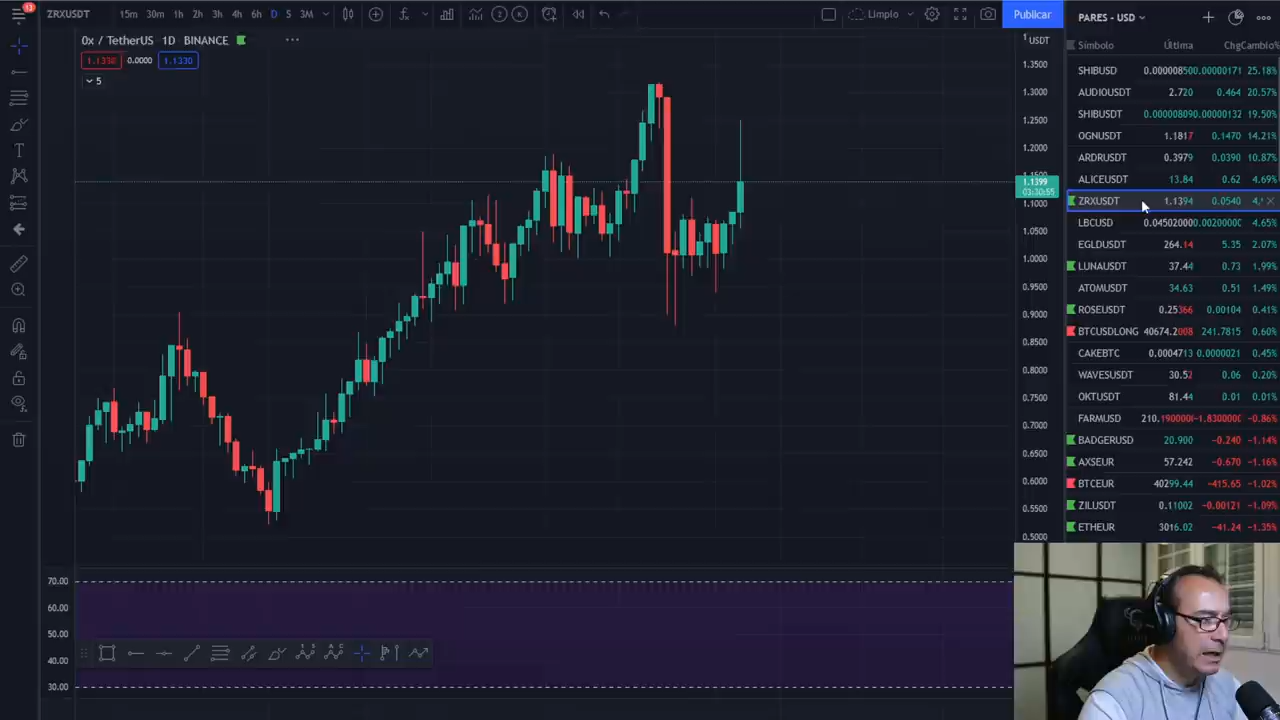 13
ZRXUSDT 15m 30m 1h 2h 3h 4h 6h D S 3M Limpio Publicar
PARES - USD
0x / TetherUS 1D BINANCE
1.1330 0.0000 1.1330
5
USDT
1.3500
1.3000
1.2500
1.2000
1.1399
1.1000
1.0500
1.0000
0.9500
0.9000
0.8500
0.8000
0.7500
0.7000
0.6500
0.6000
0.5500
0.5000
70.00
60.00
50.00
40.00
30.00
Símbolo Última Chg Cambio%
SHIBUSD 0.00000850 0.00000171 25.18%
AUDIOUSDT 2.720 0.464 20.57%
SHIBUSDT 0.00000809 0.00000132 19.50%
OGNUSDT 1.1817 0.1470 14.21%
ARDRUSDT 0.3979 0.0390 10.87%
ALICEUSDT 13.84 0.62 4.69%
ZRXUSDT 1.1394 0.0540
LBCUSD 0.04502000 0.00200000 4.65%
EGLDUSDT 264.14 5.35 2.07%
LUNAUSDT 37.44 0.73 1.99%
ATOMUSDT 34.63 0.51 1.49%
ROSEUSDT 0.25366 0.00104 0.41%
BTCUSDLONG 40674.2008 241.7815 0.60%
CAKEBTC 0.0004713 0.0000021 0.45%
WAVESUSDT 30.52 0.06 0.20%
OKTUSDT 81.44 0.01 0.01%
FARMUSD 210.190000 -1.830000 -0.86%
BADGERUSD 20.900 -0.240 -1.14%
AXSEUR 57.242 -0.670 -1.16%
BTCEUR 40299.44 -415.65 -1.02%
ZILUSDT 0.11002 -0.00121 -1.09%
ETHEUR 3016.02 -41.24 -1.35%